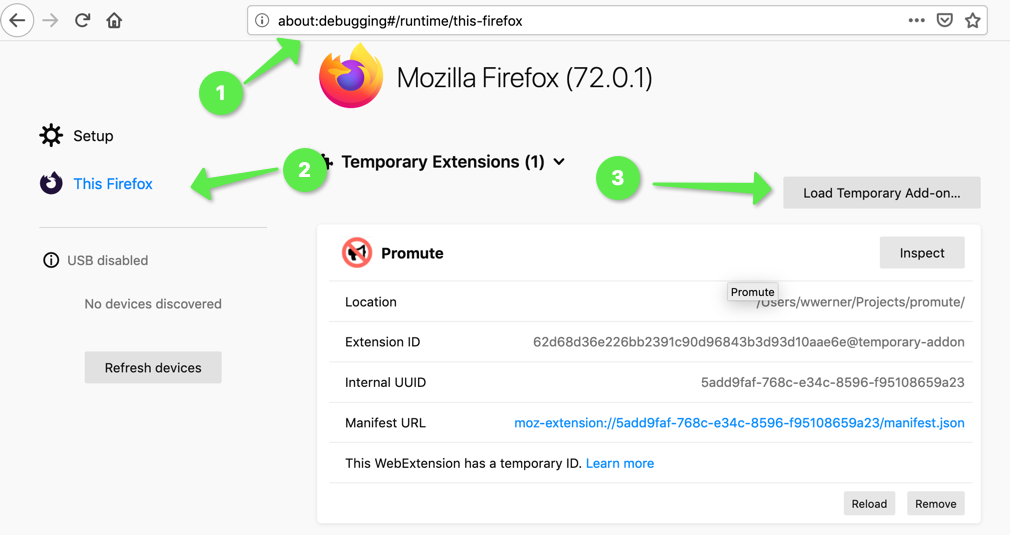 about:debugging#/runtime/this-firefox
1
Mozilla Firefox (72.0.1)
Setup
This Firefox
2
Temporary Extensions (1)
3
Load Temporary Add-on...
USB disabled
No devices discovered
Refresh devices
Promute
Inspect
Promute
Location /Users/wwerner/Projects/promute/
Extension ID 62d68d36e226bb2391c90d96843b3d93d10aae6e@temporary-addon
Internal UUID 5add9faf-768c-e34c-8596-f95108659a23
Manifest URL moz-extension://5add9faf-768c-e34c-8596-f95108659a23/manifest.json
This WebExtension has a temporary ID. Learn more
Reload Remove